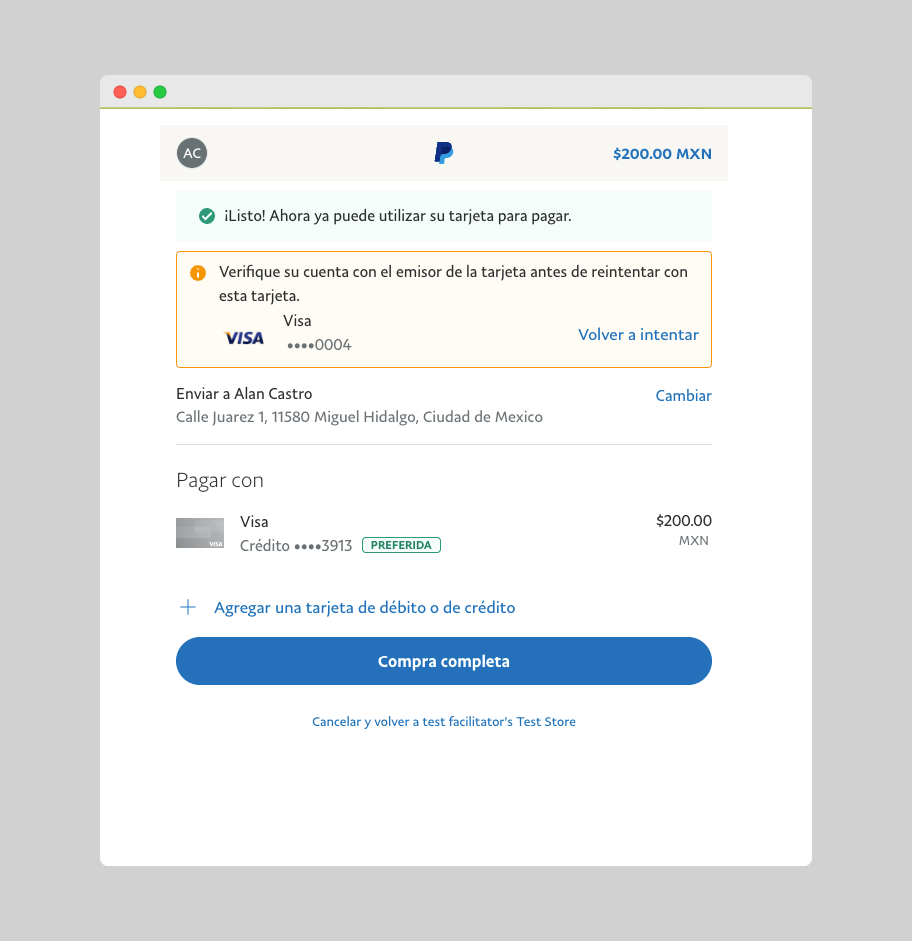 AC
$200.00 MXN
¡Listo! Ahora ya puede utilizar su tarjeta para pagar.
Verifique su cuenta con el emisor de la tarjeta antes de reintentar con
esta tarjeta.
VISA
Visa
••••0004
Volver a intentar
Enviar a Alan Castro
Cambiar
Calle Juarez 1, 11580 Miguel Hidalgo, Ciudad de Mexico
Pagar con
VISA
Visa
$200.00
Crédito ••••3913 PREFERIDA
MXN
Agregar una tarjeta de débito o de crédito
Compra completa
Cancelar y volver a test facilitator's Test Store